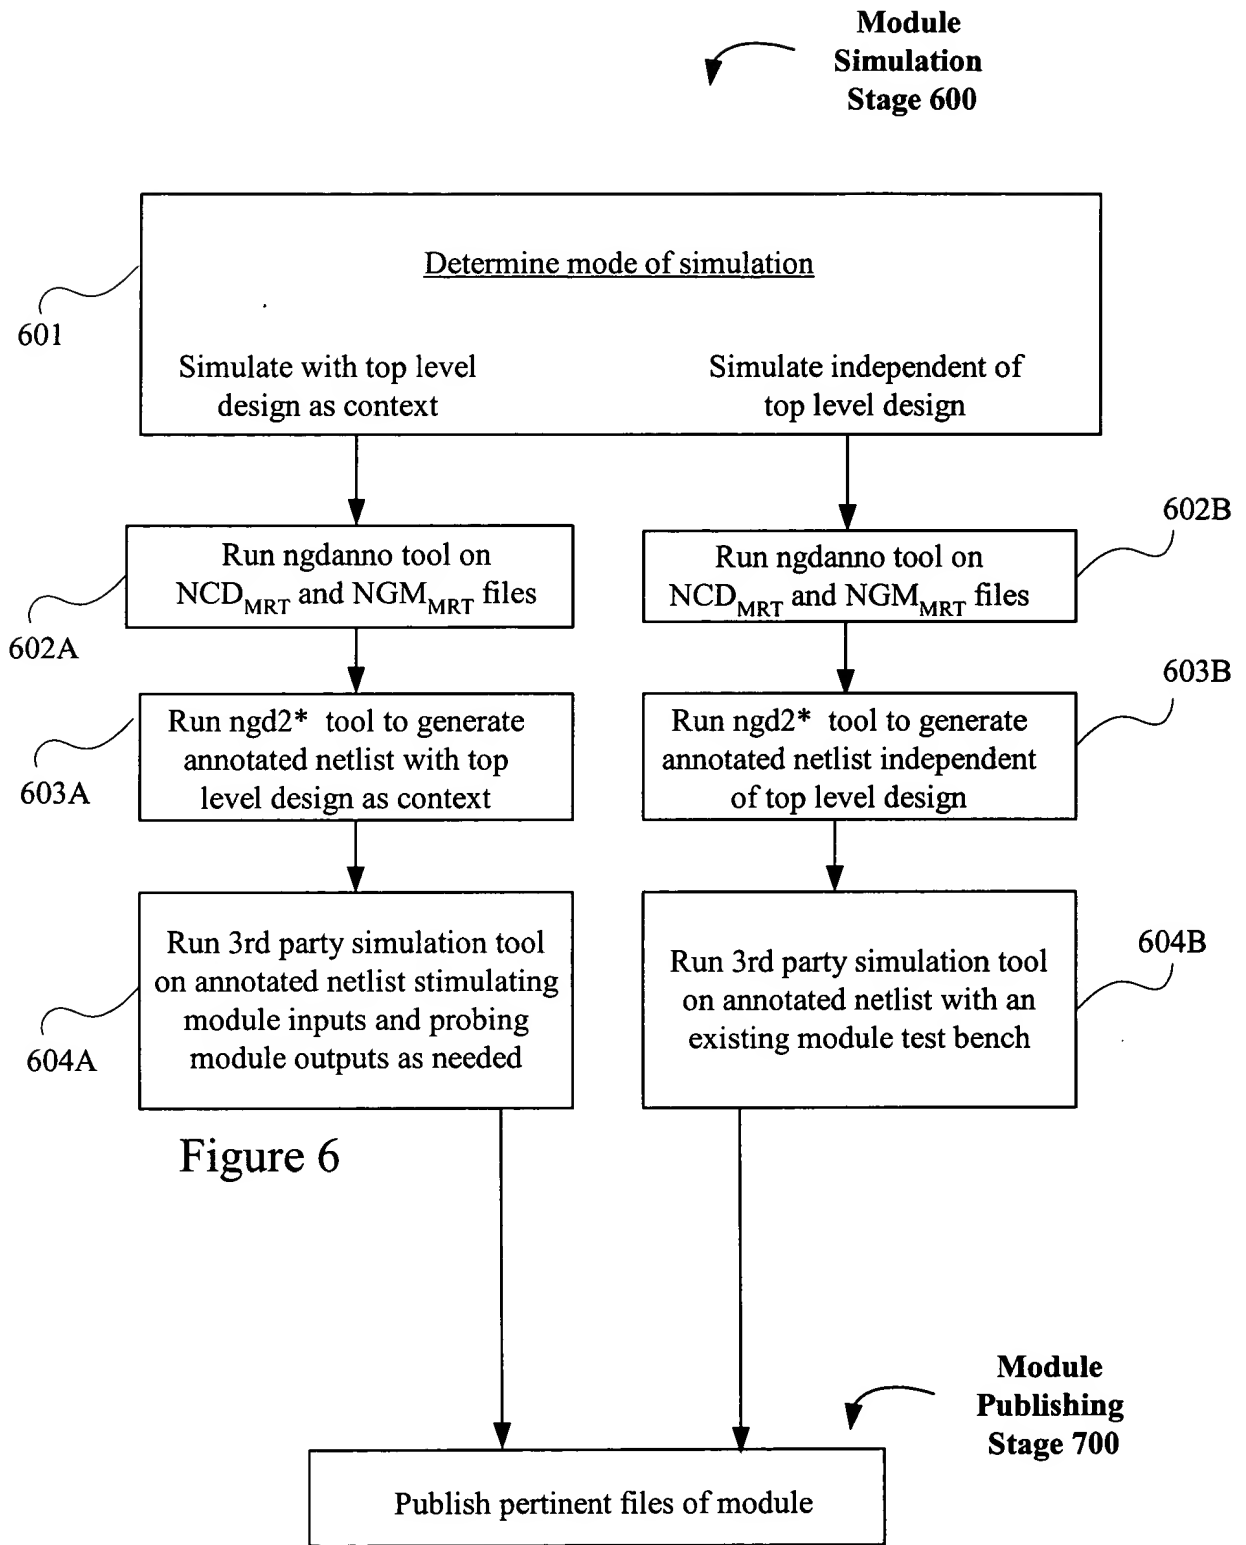 Module
Simulation
Stage 600
Determine mode of simulation
601
Simulate with top level
design as context
Simulate independent of
top level design
602B
Run ngdanno tool on
NCDMRT and NGMMRT files
Run ngdanno tool on
NCDMRT and NGMMRT files
602A
603B
Run ngd2* tool to generate
annotated netlist with top
level design as context
Run ngd2* tool to generate
annotated netlist independent
of top level design
603A
604B
Run 3rd party simulation tool
on annotated netlist stimulating
module inputs and probing
module outputs as needed
Run 3rd party simulation tool
on annotated netlist with an
existing module test bench
604A
Figure 6
Module
Publishing
Stage 700
Publish pertinent files of module